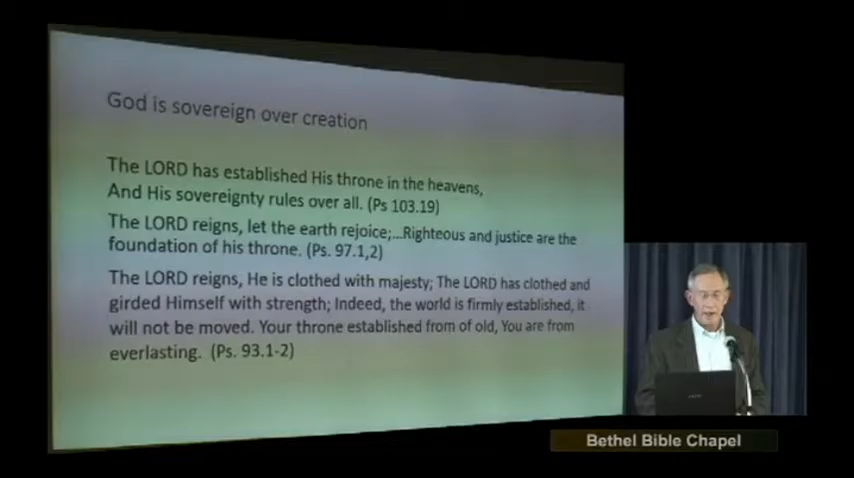 God is sovereign over creation
The LORD has established His throne in the heavens,
And His sovereignty rules over all. (Ps 103.19)
The LORD reigns, let the earth rejoice;...Righteous and justice are the
foundation of his throne. (Ps. 97.1,2)
The LORD reigns, He is clothed with majesty; The LORD has clothed and
girded Himself with strength; Indeed, the world is firmly established, it
will not be moved. Your throne established from of old, You are from
everlasting. (Ps. 93.1-2)
Bethel Bible Chapel